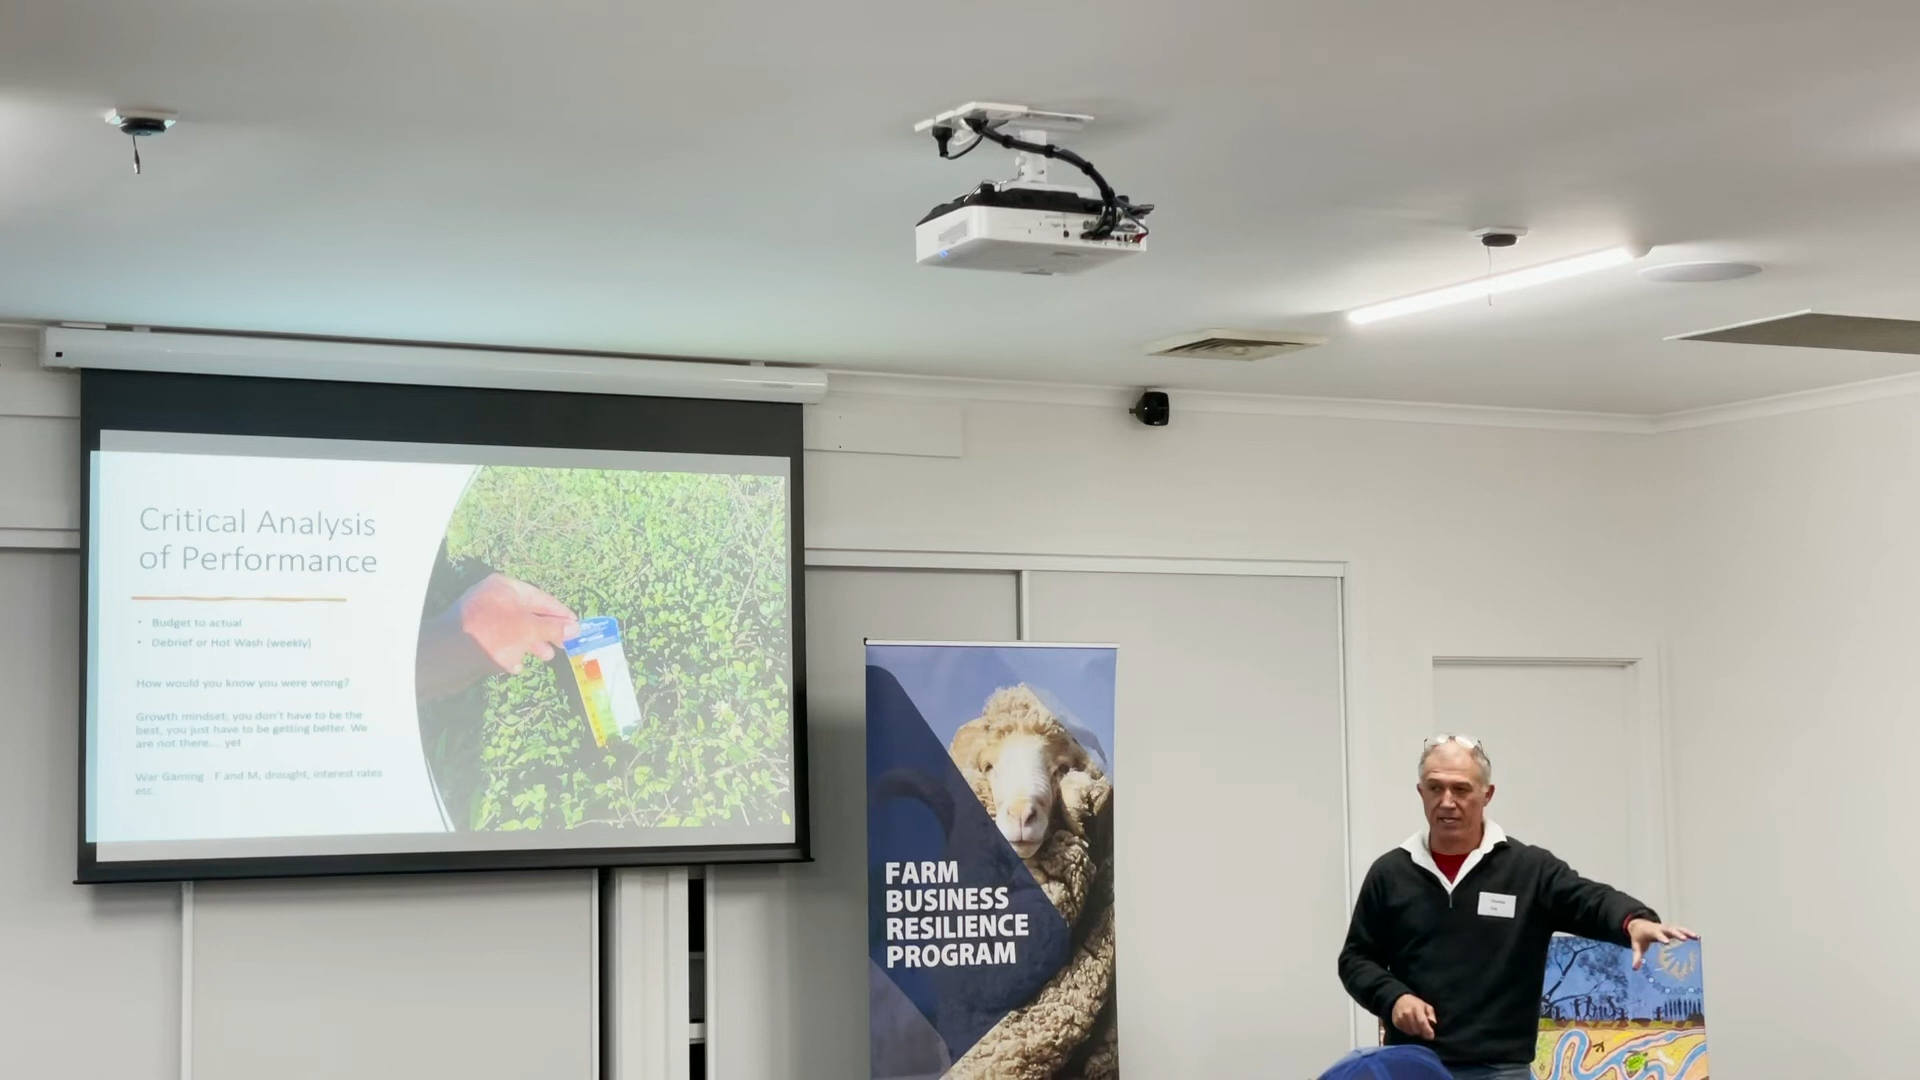 Critical Analysis
of Performance
• Budget to actual
• Debrief or Hot Wash (weekly)
How would you know you were wrong?
Growth mindset; you don't have to be the
best, you just have to be getting better. We
are not there.... yet
War Gaming F and M, drought, interest rates
etc.
FARM
BUSINESS
RESILIENCE
PROGRAM